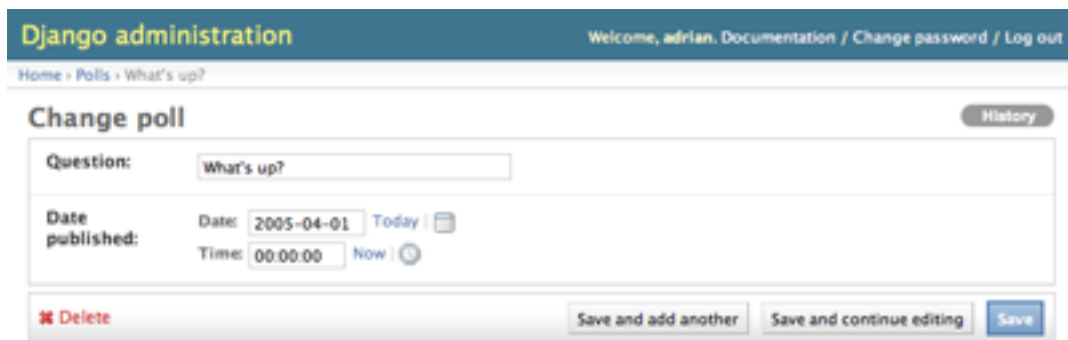 Django administration
Welcome, adrian. Documentation / Change password / Log out
Home › Polls › What's up?
Change poll
History
Question:
What's up?
Date published:
Date: 2005-04-01 Today
Time: 00:00:00 Now
Delete
Save and add another
Save and continue editing
Save